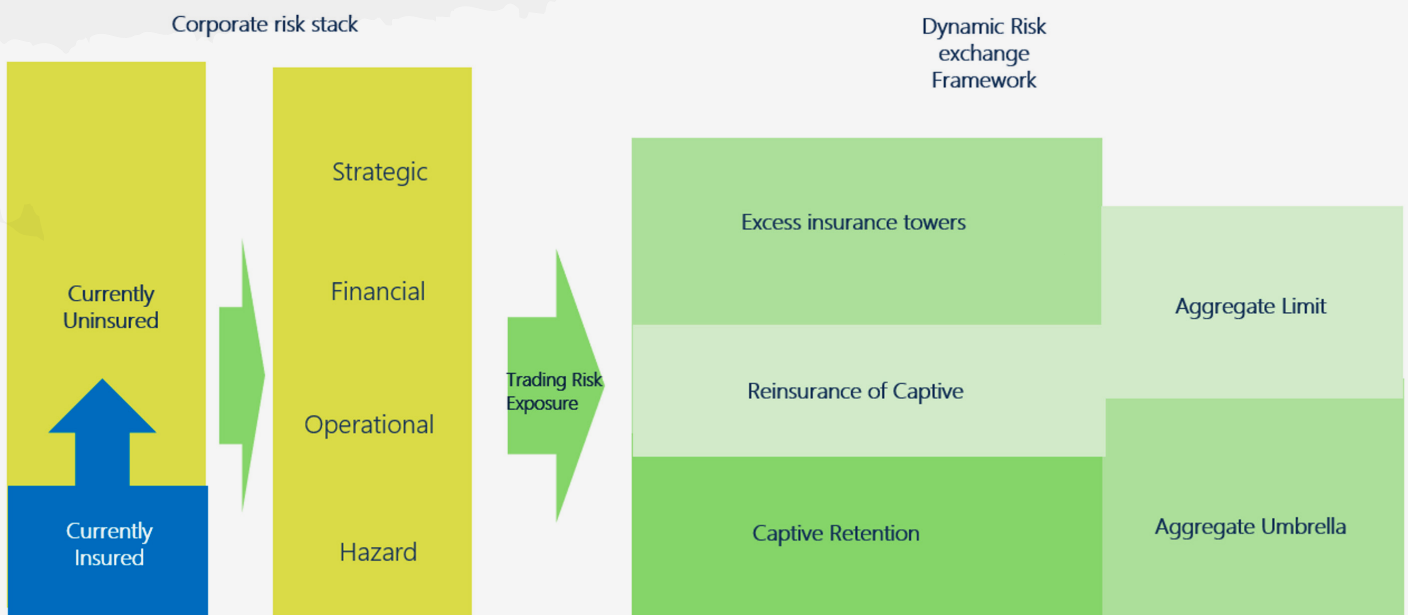 Corporate risk stack
Dynamic Risk
exchange
Framework
Currently
Uninsured
Currently
Insured
Strategic
Financial
Operational
Hazard
Trading Risk
Exposure
Excess insurance towers
Reinsurance of Captive
Captive Retention
Aggregate Limit
Aggregate Umbrella